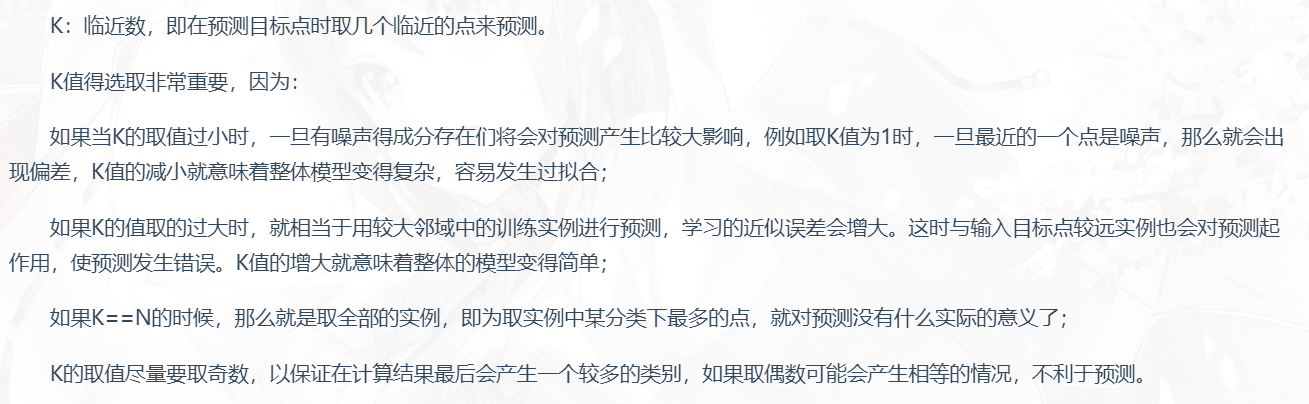 K：临近数，即在预测目标点时取几个临近的点来预测。
K值得选取非常重要，因为：
如果当K的取值过小时，一旦有噪声得成分存在们将会对预测产生比较大影响，例如取K值为1时，一旦最近的一个点是噪声，那么就会出
现偏差，K值的减小就意味着整体模型变得复杂，容易发生过拟合；
如果K的值取的过大时，就相当于用较大邻域中的训练实例进行预测，学习的近似误差会增大。这时与输入目标点较远实例也会对预测起
作用，使预测发生错误。K值的增大就意味着整体的模型变得简单；
如果K==N的时候，那么就是取全部的实例，即为取实例中某分类下最多的点，就对预测没有什么实际的意义了；
K的取值尽量要取奇数，以保证在计算结果最后会产生一个较多的类别，如果取偶数可能会产生相等的情况，不利于预测。